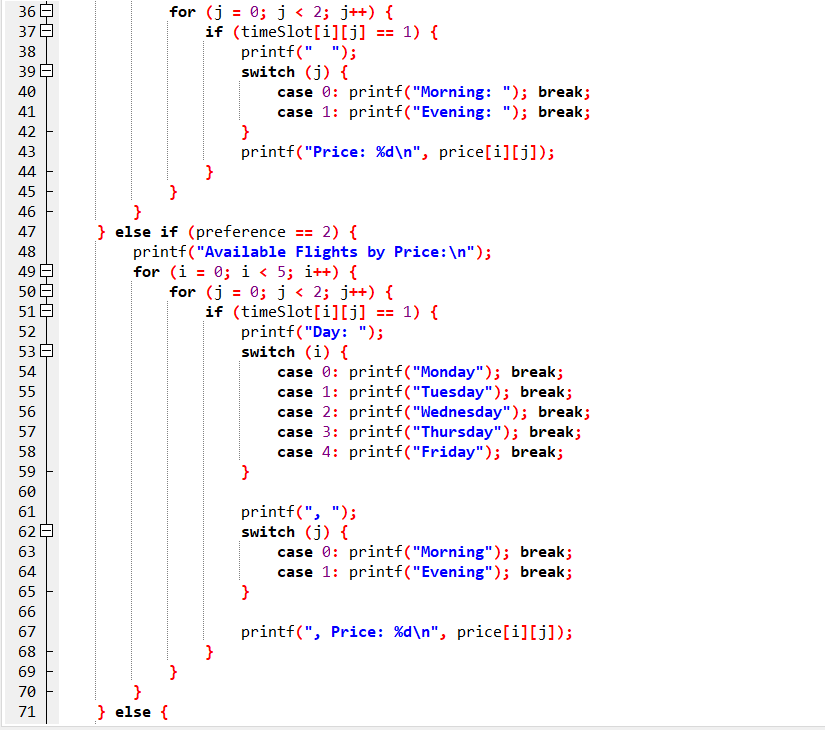 36 for (j = 0; j < 2; j++) {
37 if (timeSlot[i][j] == 1) {
38 printf("  ");
39 switch (j) {
40 case 0: printf("Morning: "); break;
41 case 1: printf("Evening: "); break;
42 }
43 printf("Price: %d\n", price[i][j]);
44 }
45 }
46 }
47 } else if (preference == 2) {
48 printf("Available Flights by Price:\n");
49 for (i = 0; i < 5; i++) {
50 for (j = 0; j < 2; j++) {
51 if (timeSlot[i][j] == 1) {
52 printf("Day: ");
53 switch (i) {
54 case 0: printf("Monday"); break;
55 case 1: printf("Tuesday"); break;
56 case 2: printf("Wednesday"); break;
57 case 3: printf("Thursday"); break;
58 case 4: printf("Friday"); break;
59 }
60
61 printf(", ");
62 switch (j) {
63 case 0: printf("Morning"); break;
64 case 1: printf("Evening"); break;
65 }
66
67 printf(", Price: %d\n", price[i][j]);
68 }
69 }
70 }
71 } else {